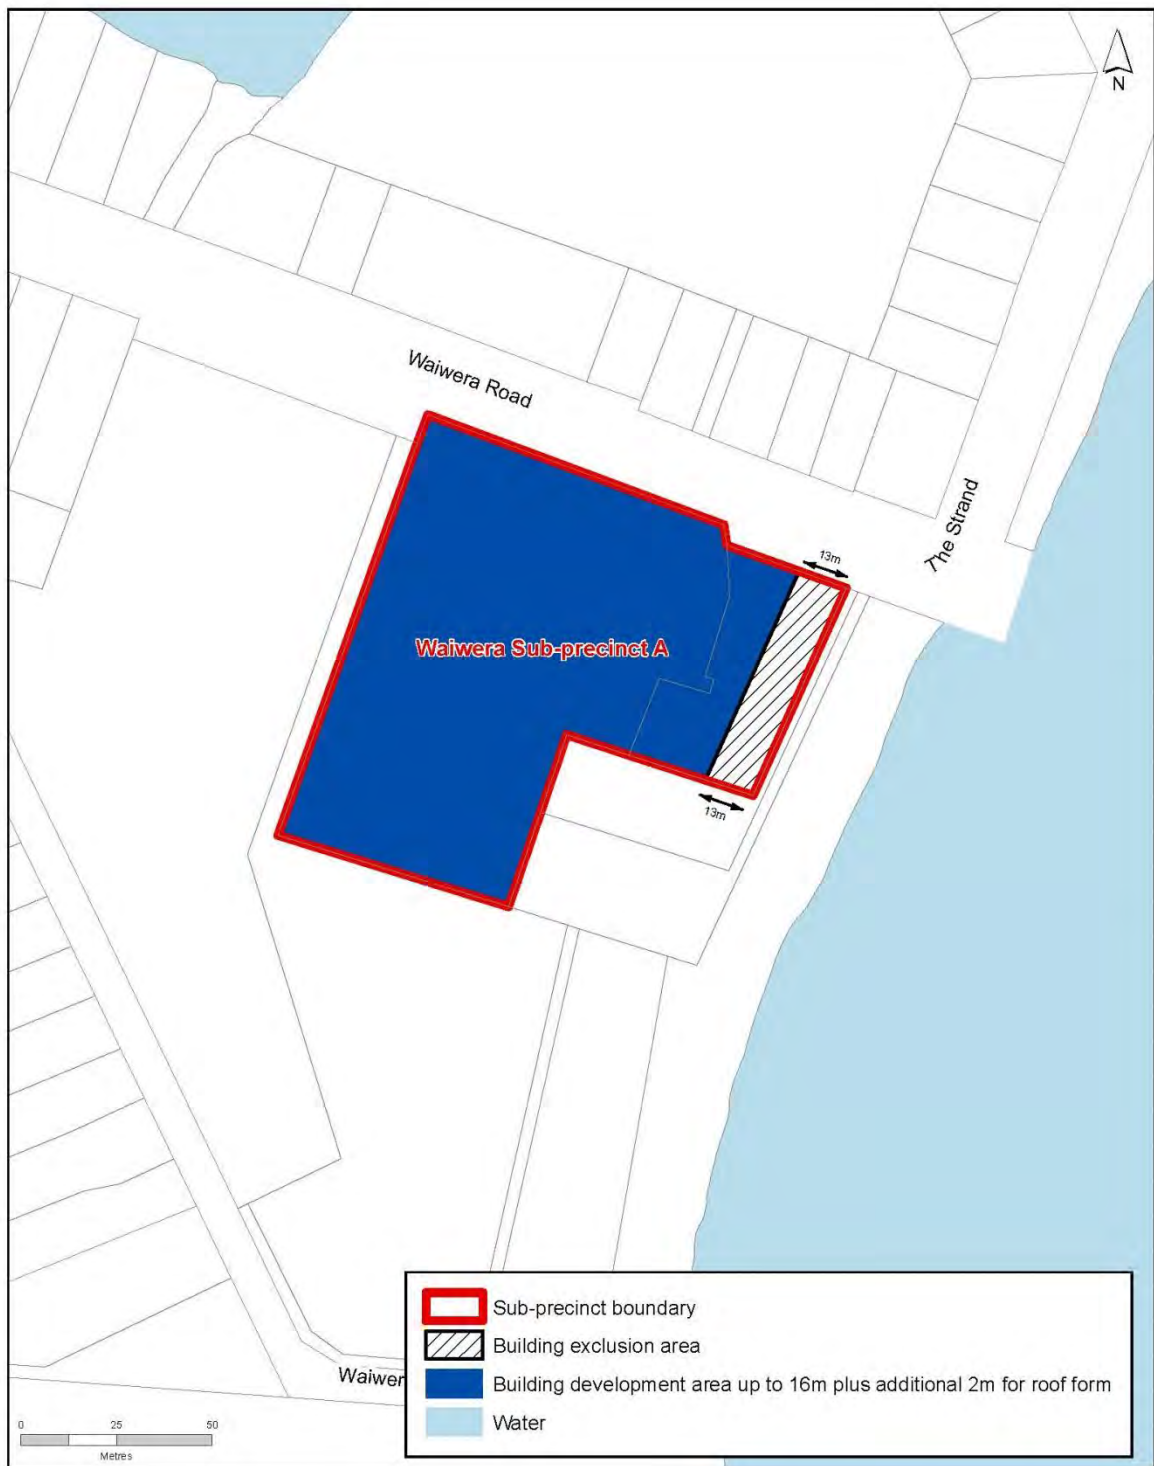 N
Waiwera Road
The Strand
13m
Waiwera Sub-precinct A
13m
Sub-precinct boundary
Building exclusion area
Building development area up to 16m plus additional 2m for roof form
Water
Waiwer
0 25 50
Metres